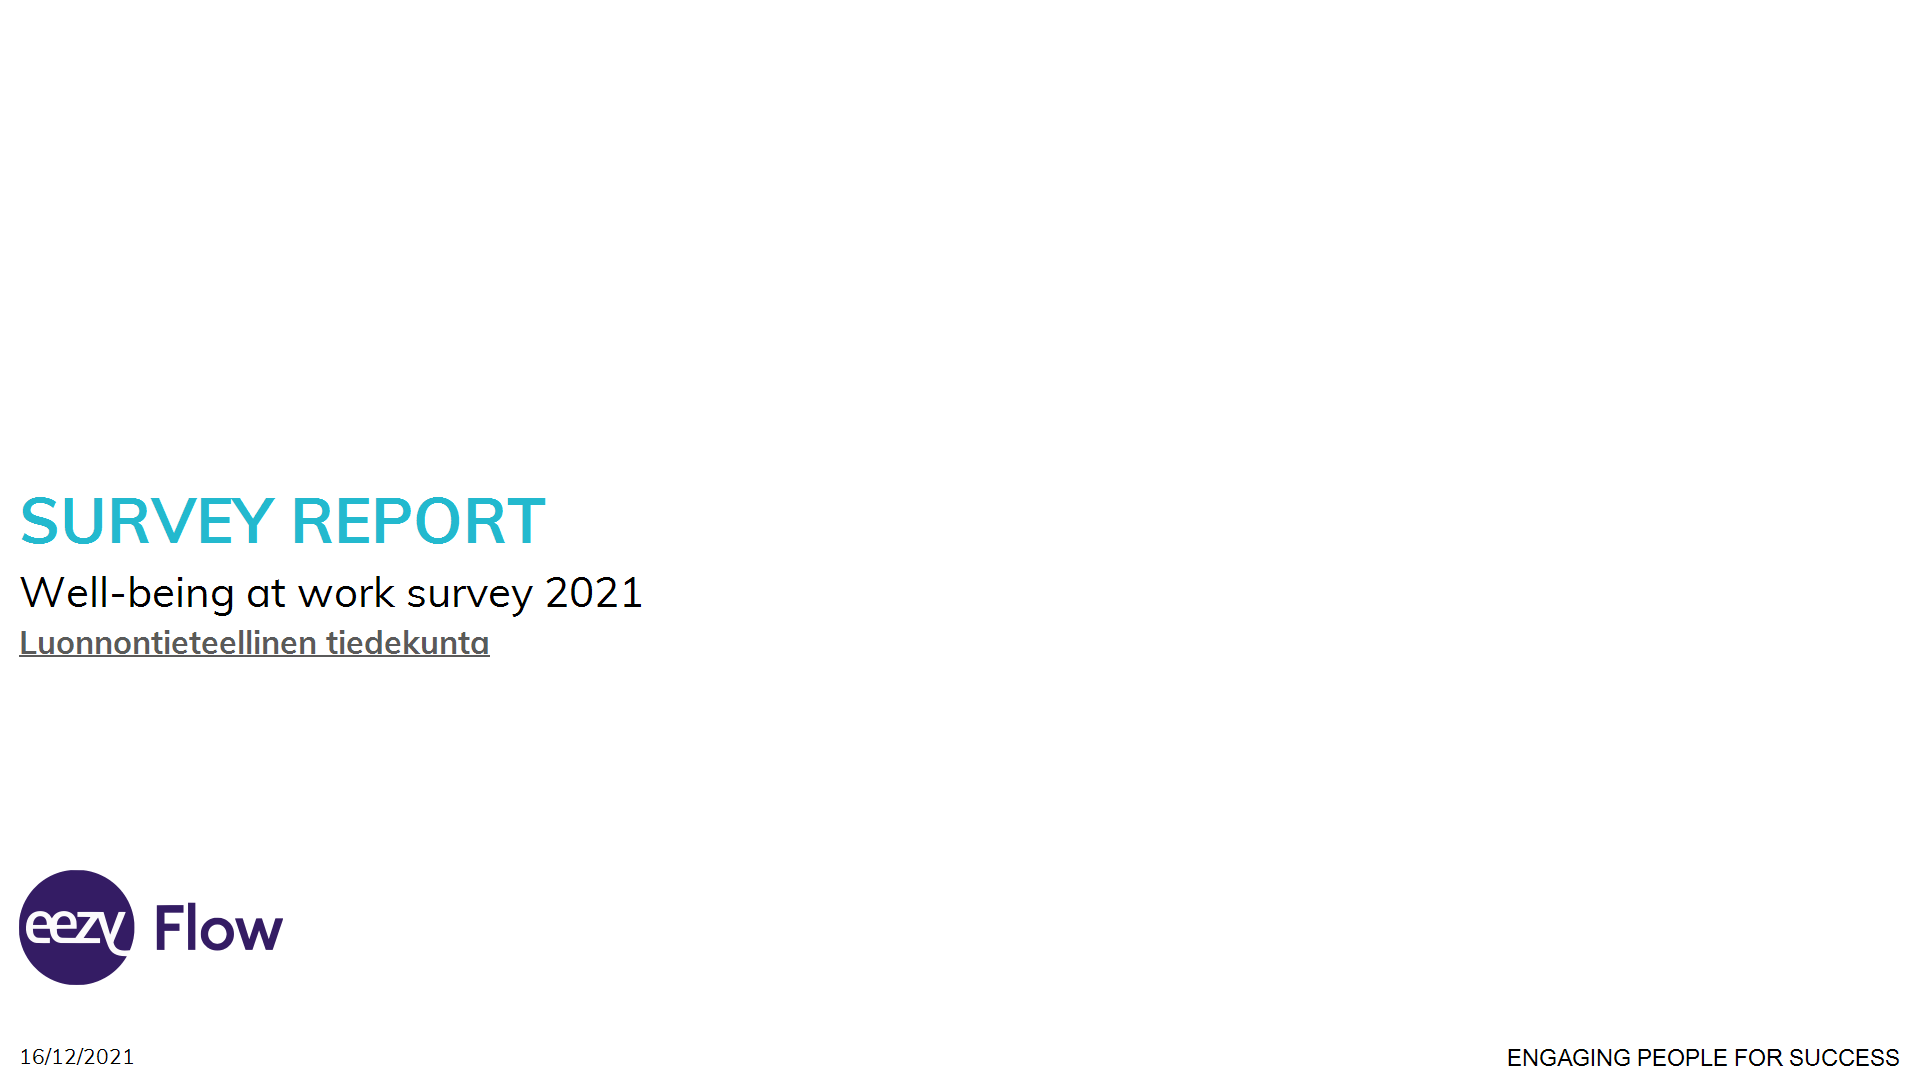 SURVEY REPORT
Well-being at work survey 2021
Luonnontieteellinen tiedekunta
eezy Flow
16/12/2021
ENGAGING PEOPLE FOR SUCCESS